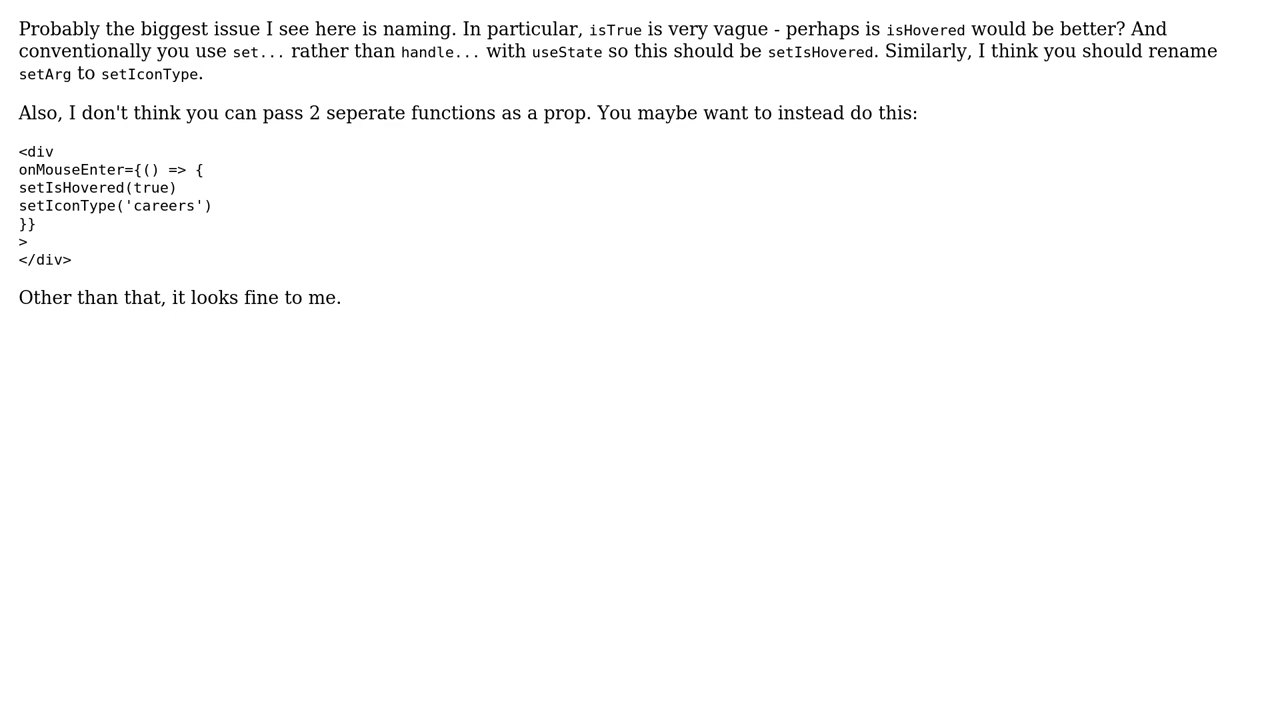 Probably the biggest issue I see here is naming. In particular, isTrue is very vague - perhaps is isHovered would be better? And
conventionally you use set... rather than handle... with useState so this should be setIsHovered. Similarly, I think you should rename
setArg to setIconType.
Also, I don't think you can pass 2 seperate functions as a prop. You maybe want to instead do this:
<div
onMouseEnter={() => {
setIsHovered(true)
setIconType('careers')
}}
>
</div>
Other than that, it looks fine to me.